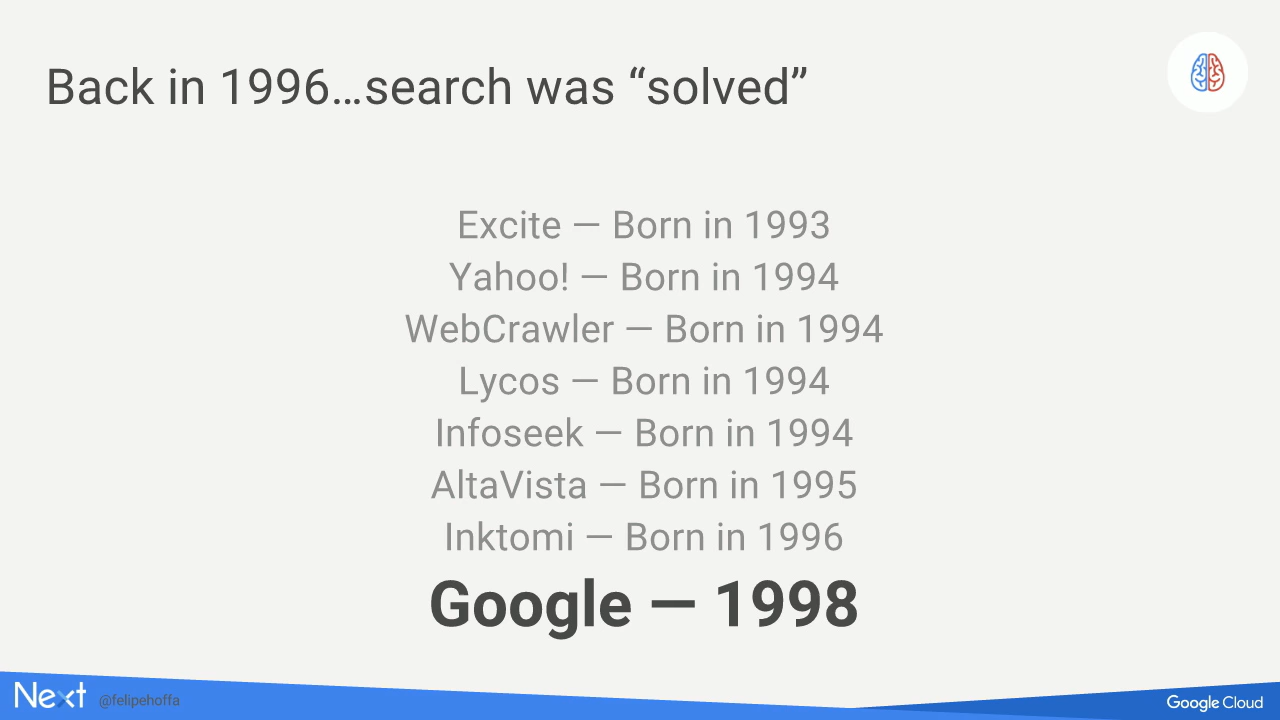 Back in 1996…search was “solved”
Excite — Born in 1993
Yahoo! — Born in 1994
WebCrawler — Born in 1994
Lycos — Born in 1994
Infoseek — Born in 1994
AltaVista — Born in 1995
Inktomi — Born in 1996
Google — 1998
Next @felipehoffa
Google Cloud